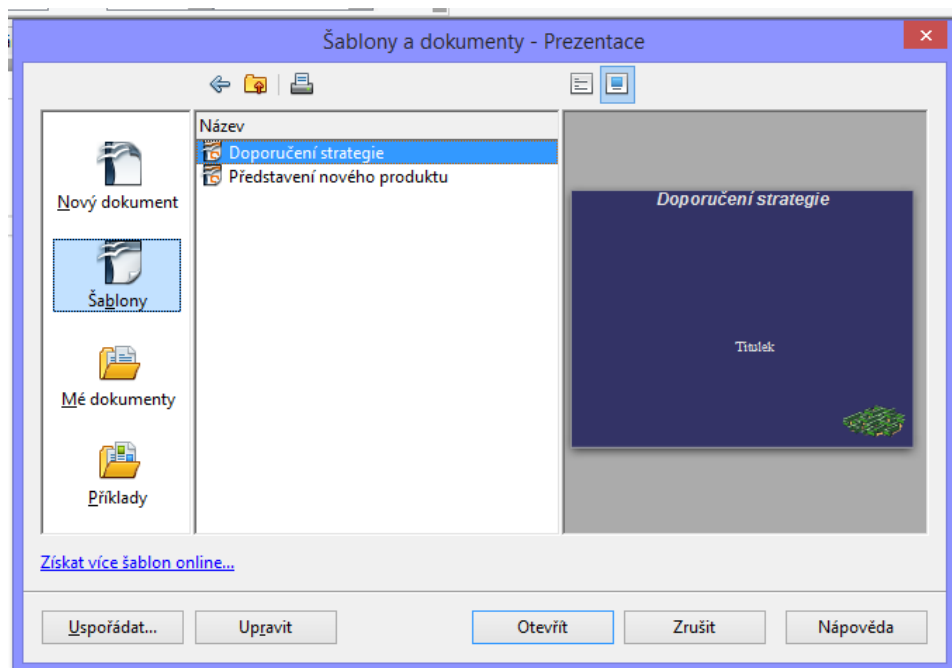 Šablony a dokumenty - Prezentace
Nový dokument
Šablony
Mé dokumenty
Příklady
Název
Doporučení strategie
Představení nového produktu
Doporučení strategie
Titulek
Získat více šablon online...
Uspořádat...
Upravit
Otevřít
Zrušit
Nápověda